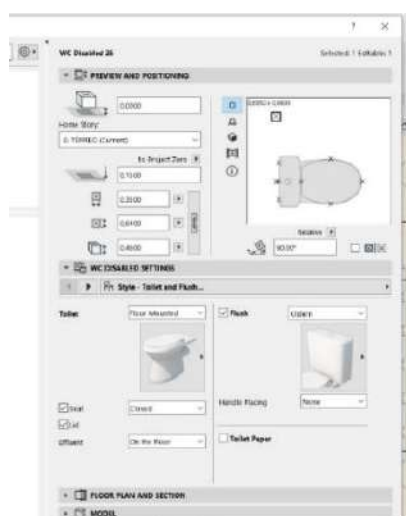 ? ×
WC Disabled 26
Selected: 1 Editable: 1
PREVIEW AND POSITIONING
0,0000
Home Story:
0. TERREO (Current)
to Project Zero
0,1500
0,3500
0,6400
0,4600
Relative
90,00°
WC DISABLED SETTINGS
Style - Toilet and Flush...
Toilet
Floor Mounted
Flush
Cistern
Seat
Closed
Handle Placing
None
Lid
Effluent
On the Floor
Toilet Paper
FLOOR PLAN AND SECTION
MODEL